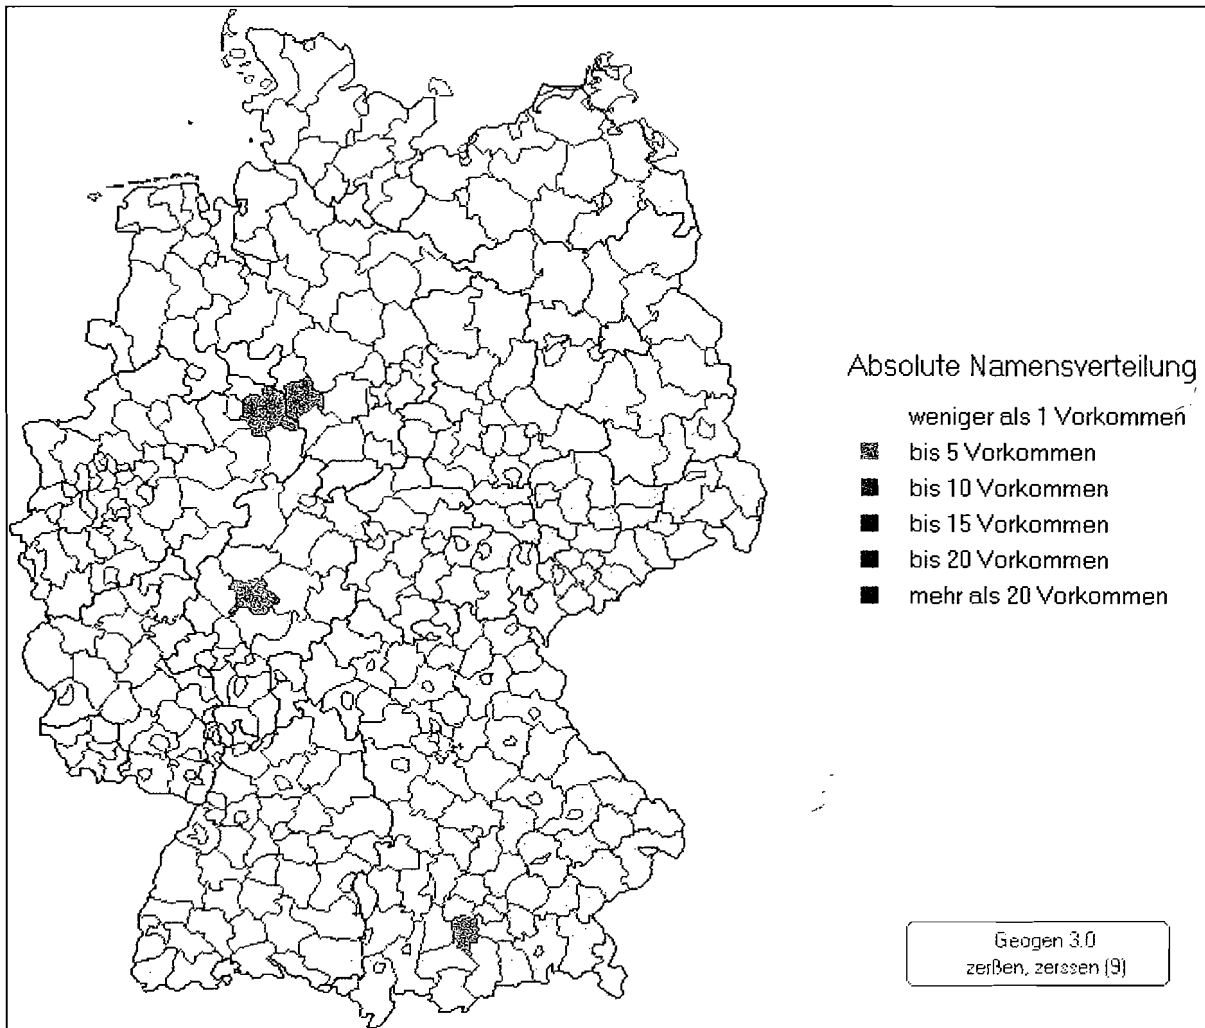 Absolute Namensverteilung
weniger als 1 Vorkommen
bis 5 Vorkommen
bis 10 Vorkommen
bis 15 Vorkommen
bis 20 Vorkommen
mehr als 20 Vorkommen
Geogen 3.0
zerßen, zerssen (9)